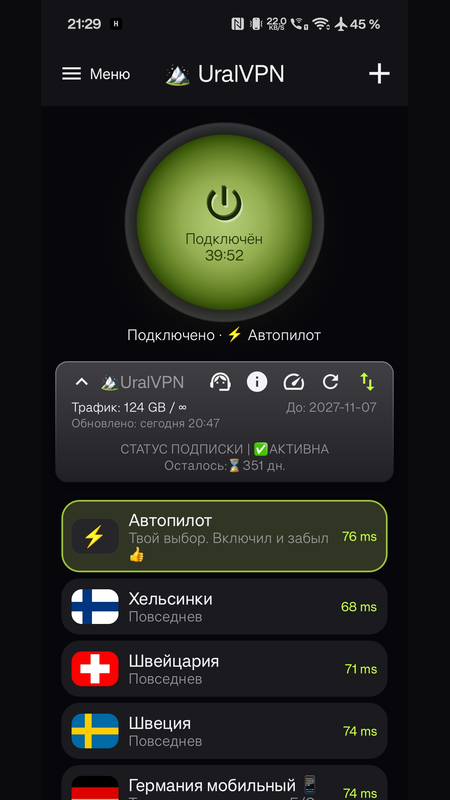 21:29 H 22.0 KB/S 45 %
Меню UralVPN
Подключён
39:52
Подключено · ⚡ Автопилот
UralVPN
Трафик: 124 GB / ∞ До: 2027-11-07
Обновлено: сегодня 20:47
СТАТУС ПОДПИСКИ | ✅АКТИВНА
Осталось:⌛351 дн.
Автопилот
Твой выбор. Включил и забыл 76 ms
👍
Хельсинки
Повседнев 68 ms
Швейцария
Повседнев 71 ms
Швеция
Повседнев 74 ms
Германия мобильный 📱
74 ms